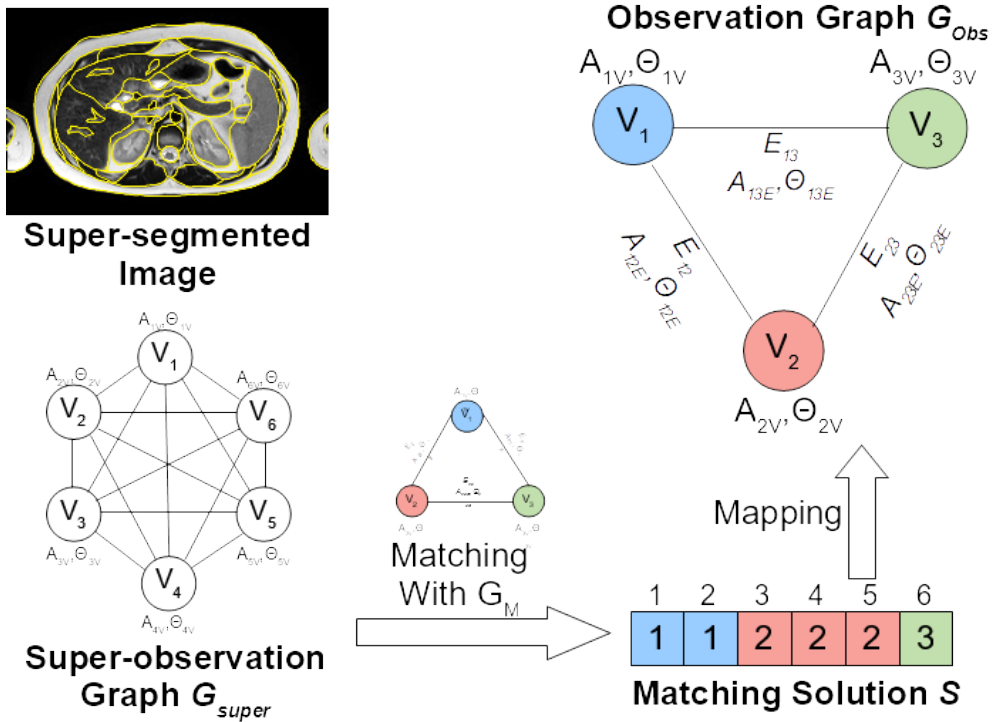 Super-segmented
Image
Observation Graph G_Obs
A_1V,Θ_1V
V_1
A_3V,Θ_3V
V_3
E_13
A_13E,Θ_13E
E_12
A_12E,Θ_12E
E_23
A_23E,Θ_23E
V_2
A_2V,Θ_2V
A_1V,Θ_1V
V_1
A_2V,Θ_2V
V_2
A_6V,Θ_6V
V_6
V_3
A_3V,Θ_3V
V_5
A_5V,Θ_5V
V_4
A_4V,Θ_4V
Super-observation
Graph G_super
V_1
V_2
V_3
Matching
With G_M
Mapping
1 2 3 4 5 6
1 1 2 2 2 3
Matching Solution S